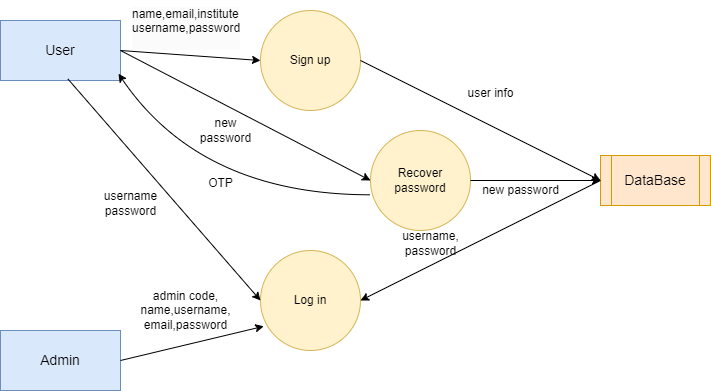 name,email,institute
username,password
User
Sign up
user info
new
password
Recover
password
DataBase
OTP
new password
username
password
username,
password
admin code,
name,username,
email,password
Log in
Admin